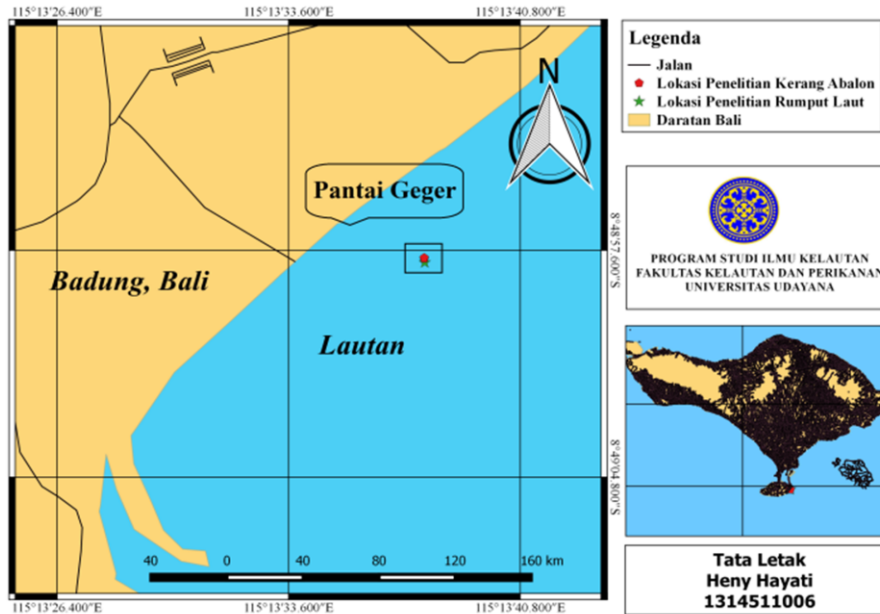 115°13'26.400"E 115°13'33.600"E 115°13'40.800"E
N
Pantai Geger
Badung, Bali
Lautan
8°48'57.600"S
8°49'04.800"S
40 0 40 80 120 160 km
115°13'26.400"E 115°13'33.600"E 115°13'40.800"E
Legenda
Jalan
Lokasi Penelitian Kerang Abalon
Lokasi Penelitian Rumput Laut
Daratan Bali
PROGRAM STUDI ILMU KELAUTAN
FAKULTAS KELAUTAN DAN PERIKANAN
UNIVERSITAS UDAYANA
Tata Letak
Heny Hayati
1314511006